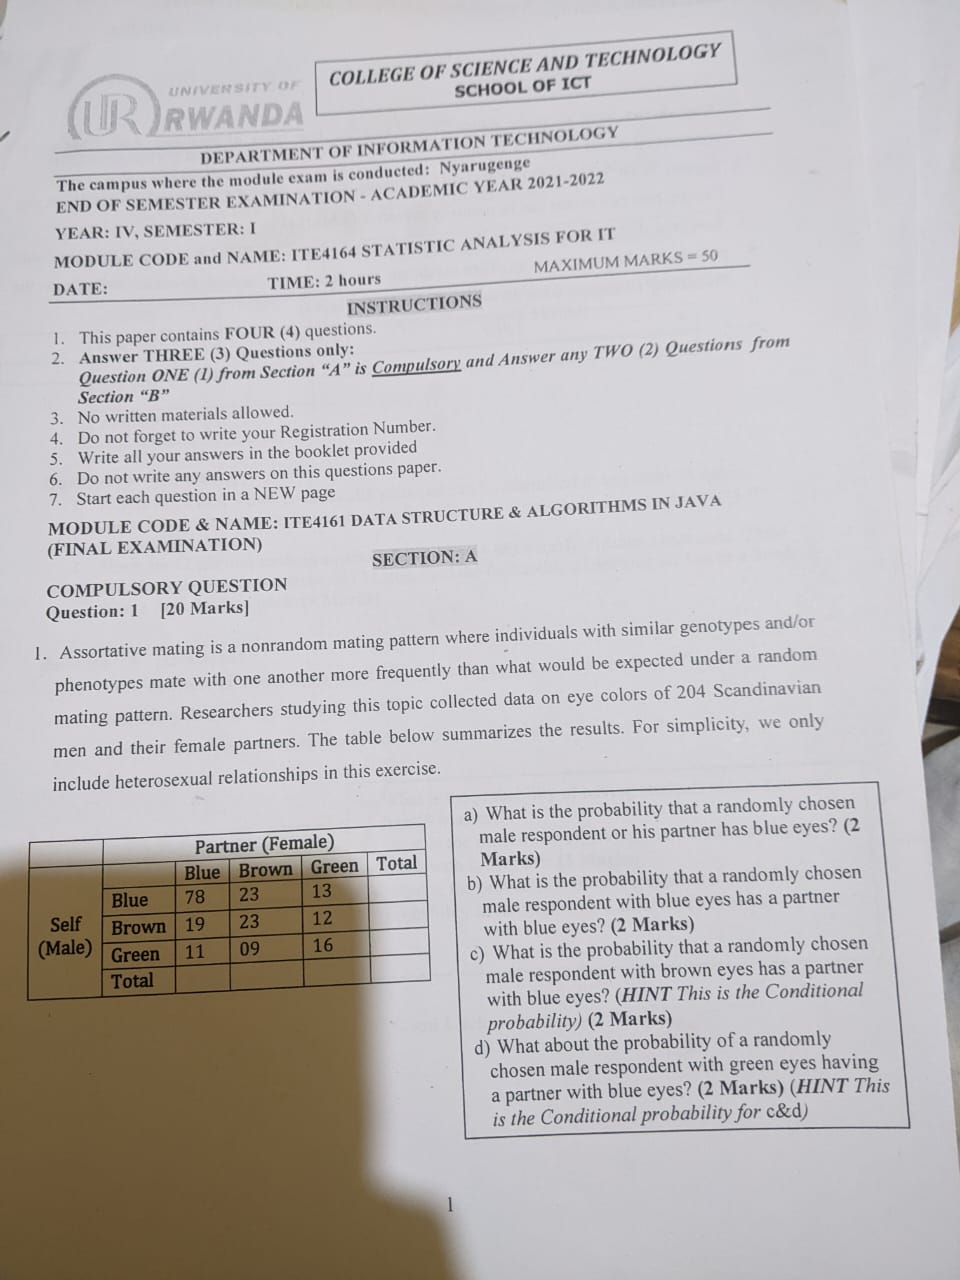 UNIVERSITY OF
UR RWANDA
COLLEGE OF SCIENCE AND TECHNOLOGY
SCHOOL OF ICT
DEPARTMENT OF INFORMATION TECHNOLOGY
The campus where the module exam is conducted: Nyarugenge
END OF SEMESTER EXAMINATION - ACADEMIC YEAR 2021-2022
YEAR: IV, SEMESTER: I
MODULE CODE and NAME: ITE4164 STATISTIC ANALYSIS FOR IT
DATE: TIME: 2 hours MAXIMUM MARKS = 50
INSTRUCTIONS
1. This paper contains FOUR (4) questions.
2. Answer THREE (3) Questions only:
Question ONE (1) from Section “A” is Compulsory and Answer any TWO (2) Questions from
Section “B”
3. No written materials allowed.
4. Do not forget to write your Registration Number.
5. Write all your answers in the booklet provided
6. Do not write any answers on this questions paper.
7. Start each question in a NEW page
MODULE CODE & NAME: ITE4161 DATA STRUCTURE & ALGORITHMS IN JAVA
(FINAL EXAMINATION)
SECTION: A
COMPULSORY QUESTION
Question: 1 [20 Marks]
1. Assortative mating is a nonrandom mating pattern where individuals with similar genotypes and/or
phenotypes mate with one another more frequently than what would be expected under a random
mating pattern. Researchers studying this topic collected data on eye colors of 204 Scandinavian
men and their female partners. The table below summarizes the results. For simplicity, we only
include heterosexual relationships in this exercise.
Partner (Female)
Blue Brown Green Total
Blue 78 23 13
Self (Male) Brown 19 23 12
Green 11 09 16
Total
a) What is the probability that a randomly chosen
male respondent or his partner has blue eyes? (2
Marks)
b) What is the probability that a randomly chosen
male respondent with blue eyes has a partner
with blue eyes? (2 Marks)
c) What is the probability that a randomly chosen
male respondent with brown eyes has a partner
with blue eyes? (HINT This is the Conditional
probability) (2 Marks)
d) What about the probability of a randomly
chosen male respondent with green eyes having
a partner with blue eyes? (2 Marks) (HINT This
is the Conditional probability for c&d)
1